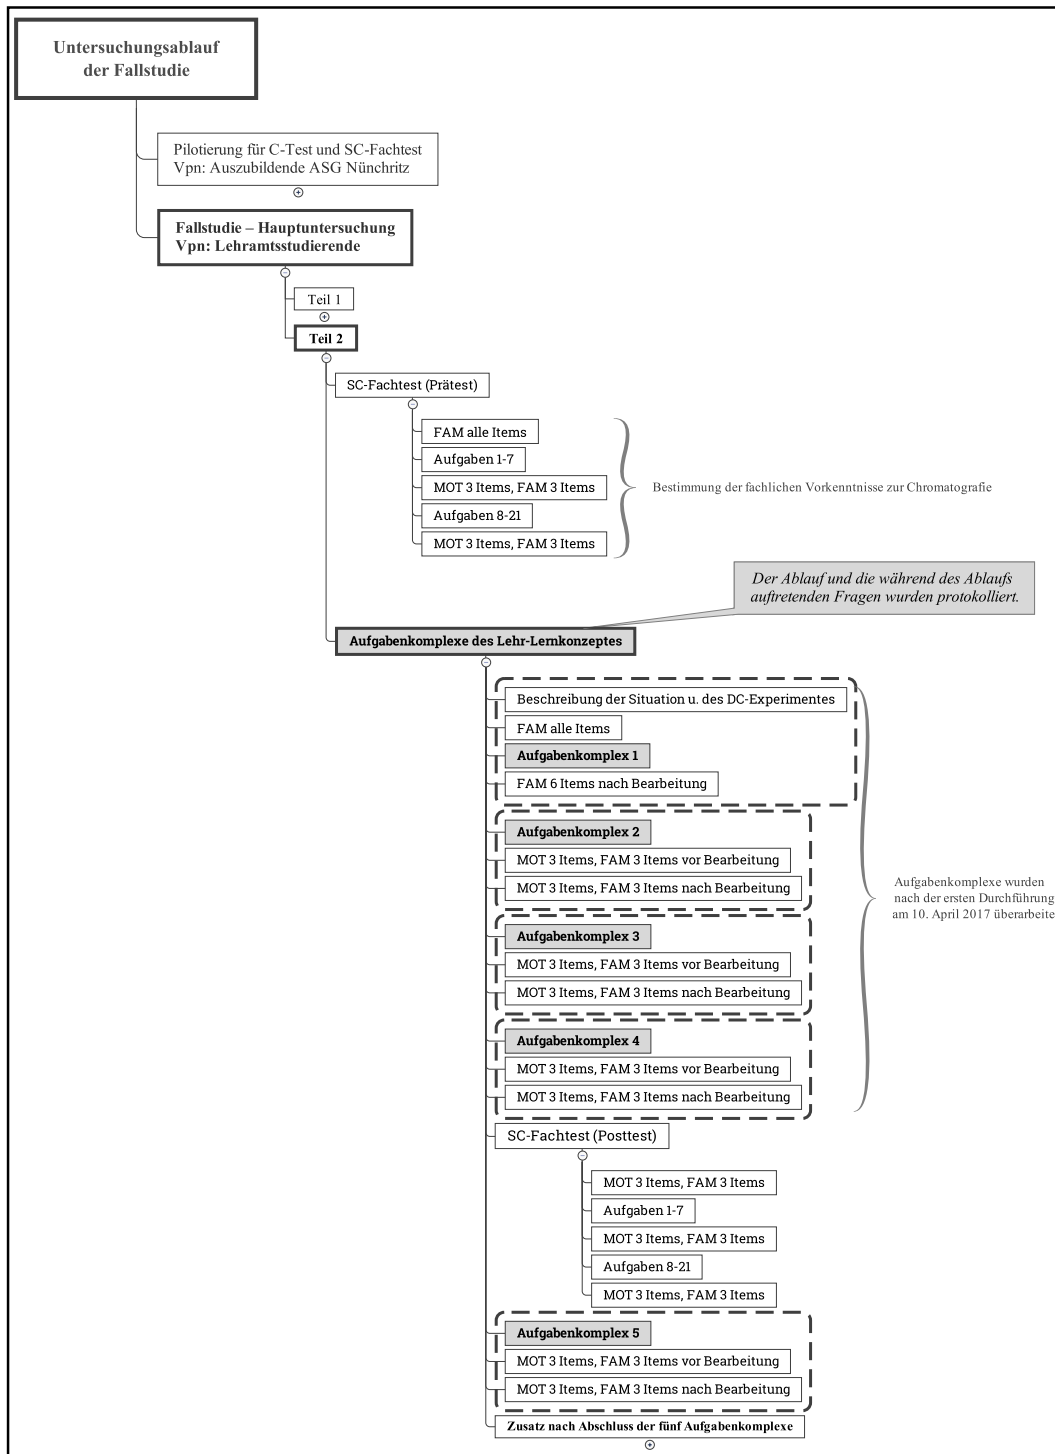 Untersuchungsablauf
der Fallstudie
Pilotierung für C-Test und SC-Fachtest
Vpn: Auszubildende ASG Nünchritz
Fallstudie – Hauptuntersuchung
Vpn: Lehramtsstudierende
Teil 1
Teil 2
SC-Fachtest (Prätest)
FAM alle Items
Aufgaben 1-7
MOT 3 Items, FAM 3 Items
Aufgaben 8-21
MOT 3 Items, FAM 3 Items
Bestimmung der fachlichen Vorkenntnisse zur Chromatografie
Der Ablauf und die während des Ablaufs
auftretenden Fragen wurden protokolliert.
Aufgabenkomplexe des Lehr-Lernkonzeptes
Beschreibung der Situation u. des DC-Experimentes
FAM alle Items
Aufgabenkomplex 1
FAM 6 Items nach Bearbeitung
Aufgabenkomplex 2
MOT 3 Items, FAM 3 Items vor Bearbeitung
MOT 3 Items, FAM 3 Items nach Bearbeitung
Aufgabenkomplex 3
MOT 3 Items, FAM 3 Items vor Bearbeitung
MOT 3 Items, FAM 3 Items nach Bearbeitung
Aufgabenkomplex 4
MOT 3 Items, FAM 3 Items vor Bearbeitung
MOT 3 Items, FAM 3 Items nach Bearbeitung
Aufgabenkomplexe wurden
nach der ersten Durchführung
am 10. April 2017 überarbeite
SC-Fachtest (Posttest)
MOT 3 Items, FAM 3 Items
Aufgaben 1-7
MOT 3 Items, FAM 3 Items
Aufgaben 8-21
MOT 3 Items, FAM 3 Items
Aufgabenkomplex 5
MOT 3 Items, FAM 3 Items vor Bearbeitung
MOT 3 Items, FAM 3 Items nach Bearbeitung
Zusatz nach Abschluss der fünf Aufgabenkomplexe